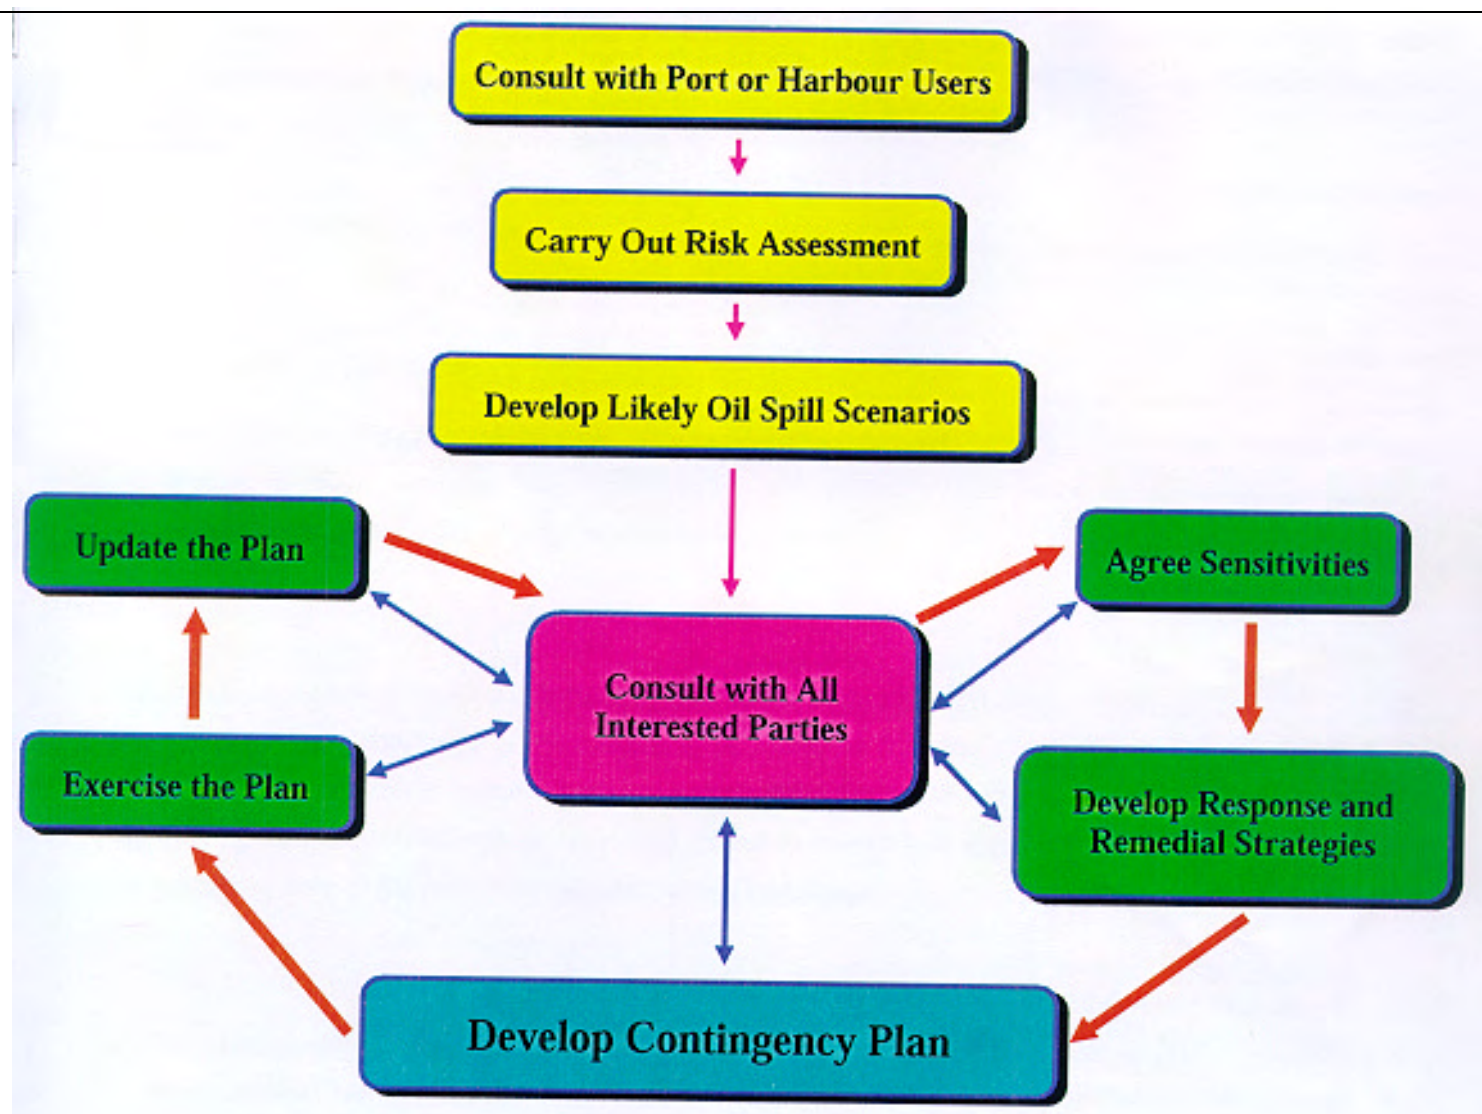 Consult with Port or Harbour Users
Carry Out Risk Assessment
Develop Likely Oil Spill Scenarios
Update the Plan
Agree Sensitivities
Consult with All
Interested Parties
Exercise the Plan
Develop Response and
Remedial Strategies
Develop Contingency Plan